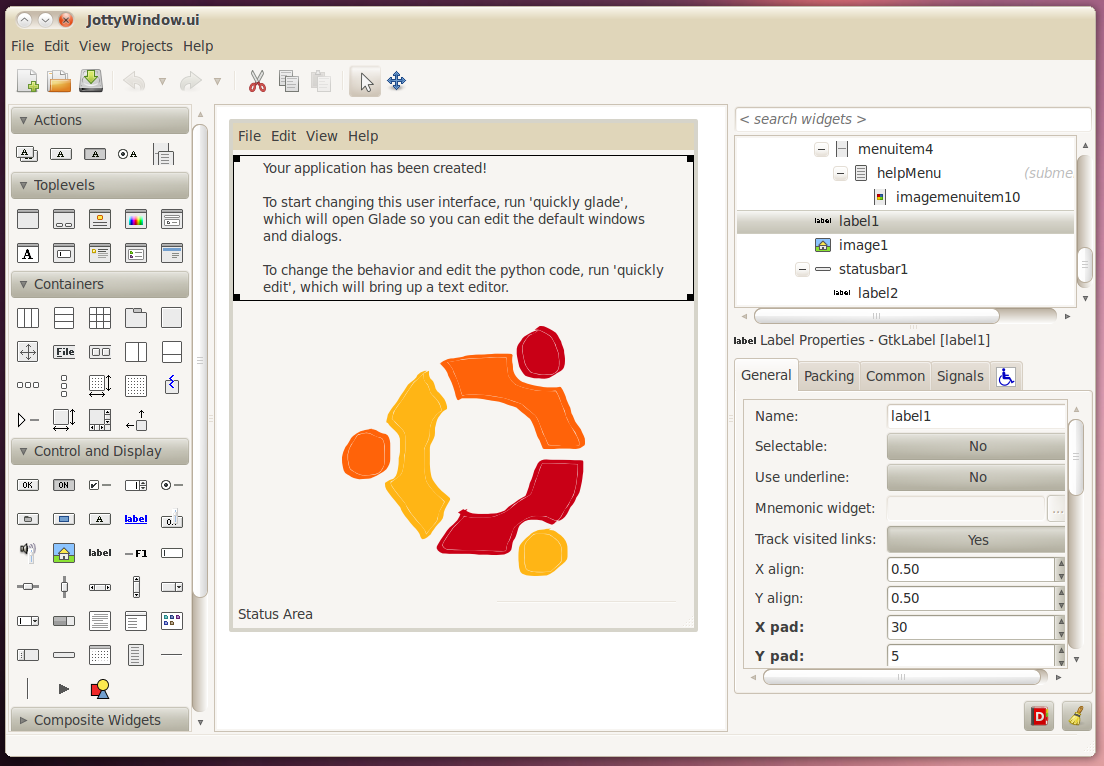 JottyWindow.ui
File Edit View Projects Help
Actions
A
A
A
A
Toplevels
A
Containers
File
Control and Display
OK
ON
A
label
0..
label
F1
Composite Widgets
File Edit View Help
Your application has been created!
To start changing this user interface, run 'quickly glade',
which will open Glade so you can edit the default windows
and dialogs.
To change the behavior and edit the python code, run 'quickly
edit', which will bring up a text editor.
Status Area
< search widgets >
menuitem4
helpMenu (subme
imagemenuitem10
label label1
image1
statusbar1
label label2
label Label Properties - GtkLabel [label1]
General Packing Common Signals
Name: label1
Selectable: No
Use underline: No
Mnemonic widget: ...
Track visited links: Yes
X align: 0.50
Y align: 0.50
X pad: 30
Y pad: 5
D